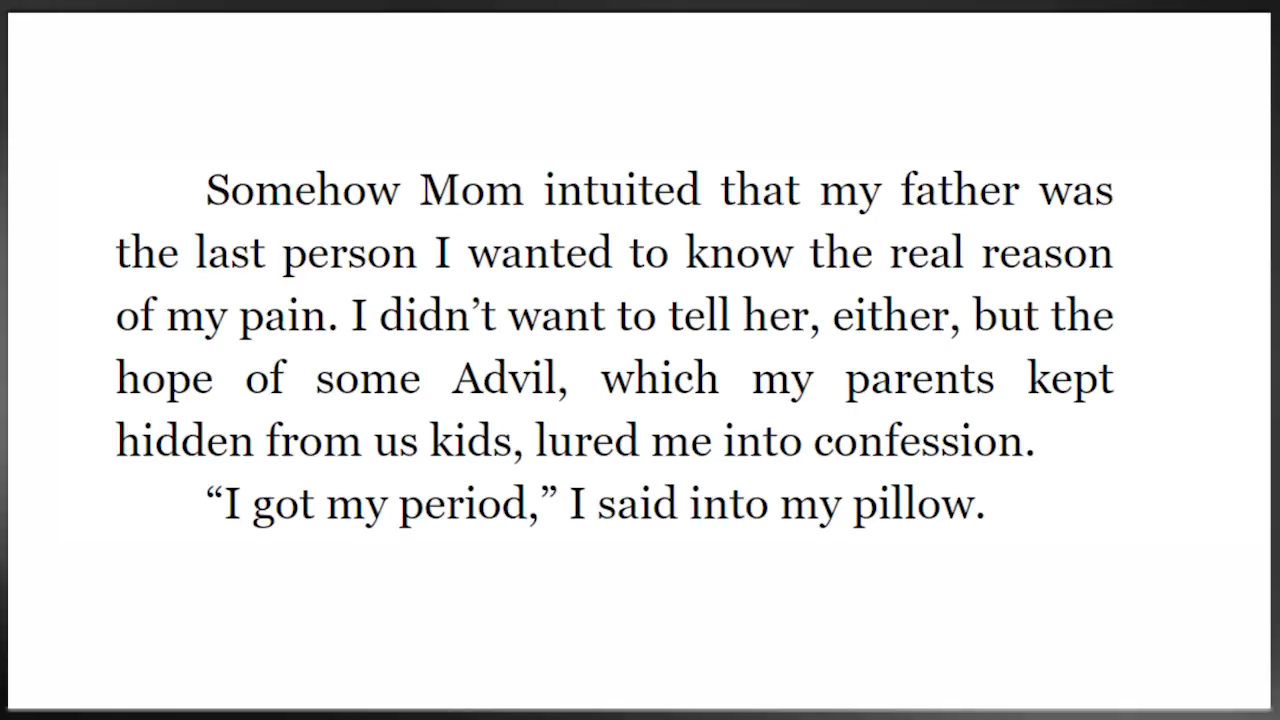 Somehow Mom intuited that my father was
the last person I wanted to know the real reason
of my pain. I didn’t want to tell her, either, but the
hope of some Advil, which my parents kept
hidden from us kids, lured me into confession.
“I got my period,” I said into my pillow.